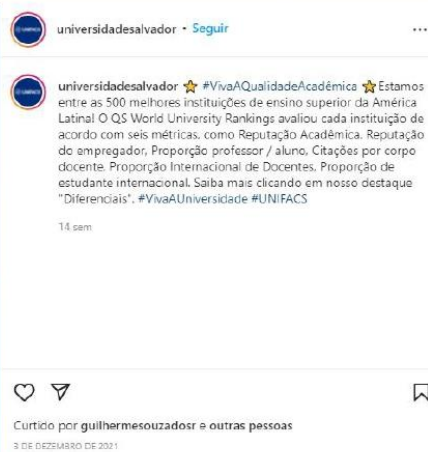 universidadesalvador • Seguir
universidadesalvador ⭐ #VivaAQualidadeAcadêmica ⭐Estamos
entre as 500 melhores instituições de ensino superior da América
Latina! O QS World University Rankings avaliou cada instituição de
acordo com seis métricas, como Reputação Acadêmica. Reputação
do empregador, Proporção professor / aluno, Citações por corpo
docente. Proporção Internacional de Docentes. Proporção de
estudante internacional. Saiba mais clicando em nosso destaque
"Diferenciais". #VivaAUniversidade #UNIFACS
14 sem
Curtido por guilhermesouzadosr e outras pessoas
3 DE DEZEMBRO DE 2021